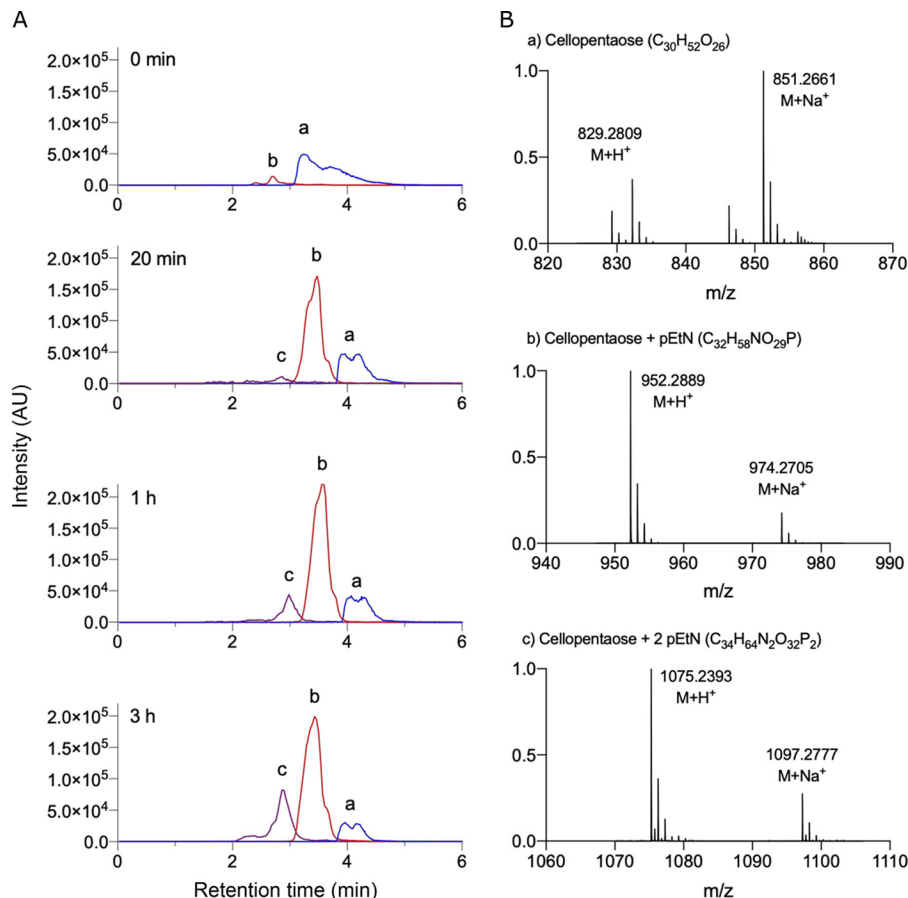 A
B
Intensity (AU)
0 min
2.0×10⁵
1.5×10⁵
1.0×10⁵
5.0×10⁴
0.0
b
a
0 2 4 6
20 min
2.0×10⁵
1.5×10⁵
1.0×10⁵
5.0×10⁴
0.0
c
b
a
0 2 4 6
1 h
2.0×10⁵
1.5×10⁵
1.0×10⁵
5.0×10⁴
0.0
c
b
a
0 2 4 6
3 h
2.0×10⁵
1.5×10⁵
1.0×10⁵
5.0×10⁴
0.0
c
b
a
0 2 4 6
Retention time (min)
a) Cellopentaose (C₃₀H₅₂O₂₆)
1.0
0.5
0.0
829.2809
M+H⁺
851.2661
M+Na⁺
820 830 840 850 860 870
m/z
b) Cellopentaose + pEtN (C₃₂H₅₈NO₂₉P)
1.0
0.5
0.0
952.2889
M+H⁺
974.2705
M+Na⁺
940 950 960 970 980 990
m/z
c) Cellopentaose + 2 pEtN (C₃₄H₆₄N₂O₃₂P₂)
1.0
0.5
0.0
1075.2393
M+H⁺
1097.2777
M+Na⁺
1060 1070 1080 1090 1100 1110
m/z